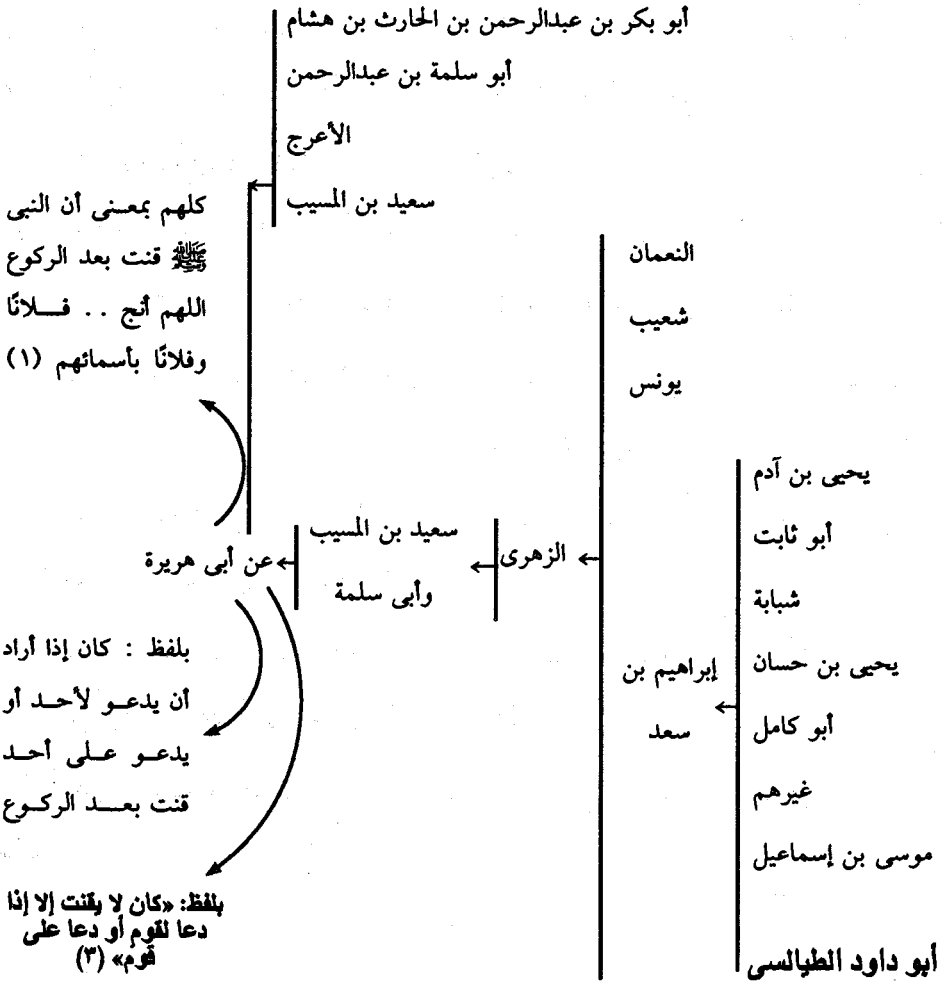 أبو بكر بن عبدالرحمن بن الحارث بن هشام
أبو سلمة بن عبدالرحمن
الأعرج
سعيد بن المسيب
كلهم بمعنى أن النبى
ﷺ قنت بعد الركوع
اللهم أنج .. فلانًا
وفلانًا بأسمائهم (١)
النعمان
شعيب
يونس
يحيى بن آدم
أبو ثابت
شبابة
يحيى بن حسان
أبو كامل
غيرهم
موسى بن إسماعيل
أبو داود الطيالسى
إبراهيم بن
سعد
الزهرى
سعيد بن المسيب
وأبى سلمة
عن أبى هريرة
بلفظ : كان إذا أراد
أن يدعو لأحد أو
يدعو على أحد
قنت بعد الركوع
بلفظ: «كان لا يقنت إلا إذا
دعا لقوم أو دعا على
قوم» (٣)